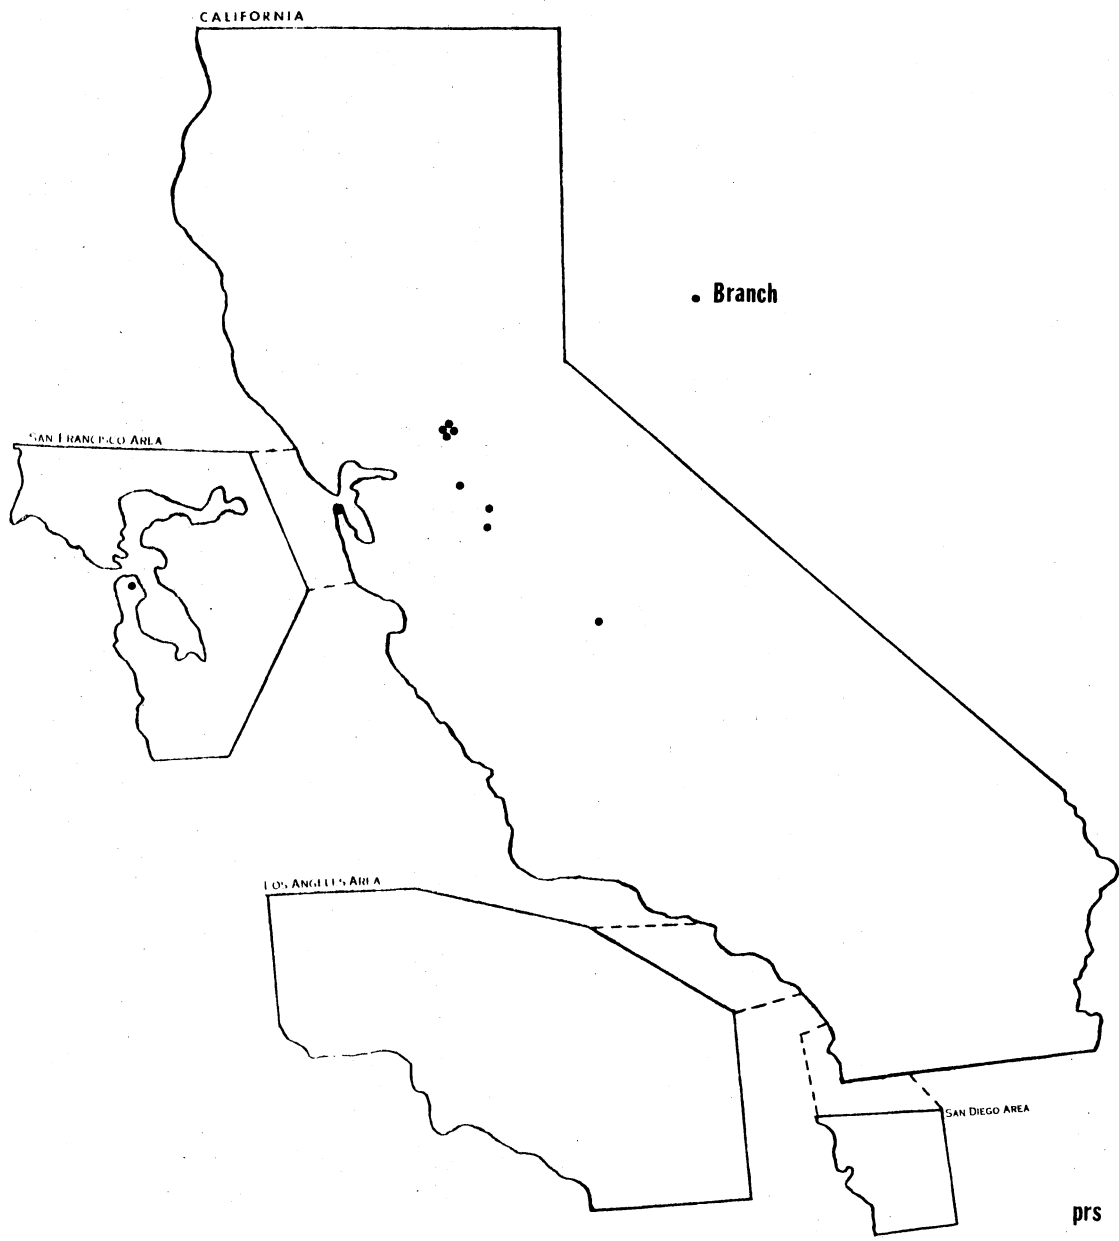 CALIFORNIA
Branch
SAN FRANCISCO AREA
LOS ANGELES AREA
SAN DIEGO AREA
prs